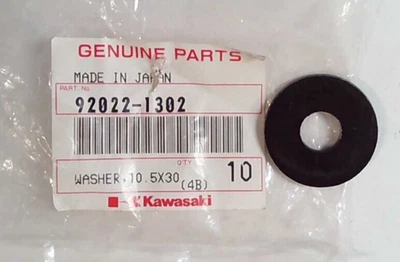 GENUINE PARTS
MADE IN JAPAN
PART No.
92022-1302
QTY
WASHER,10.5X30 (4B) 10
Kawasaki